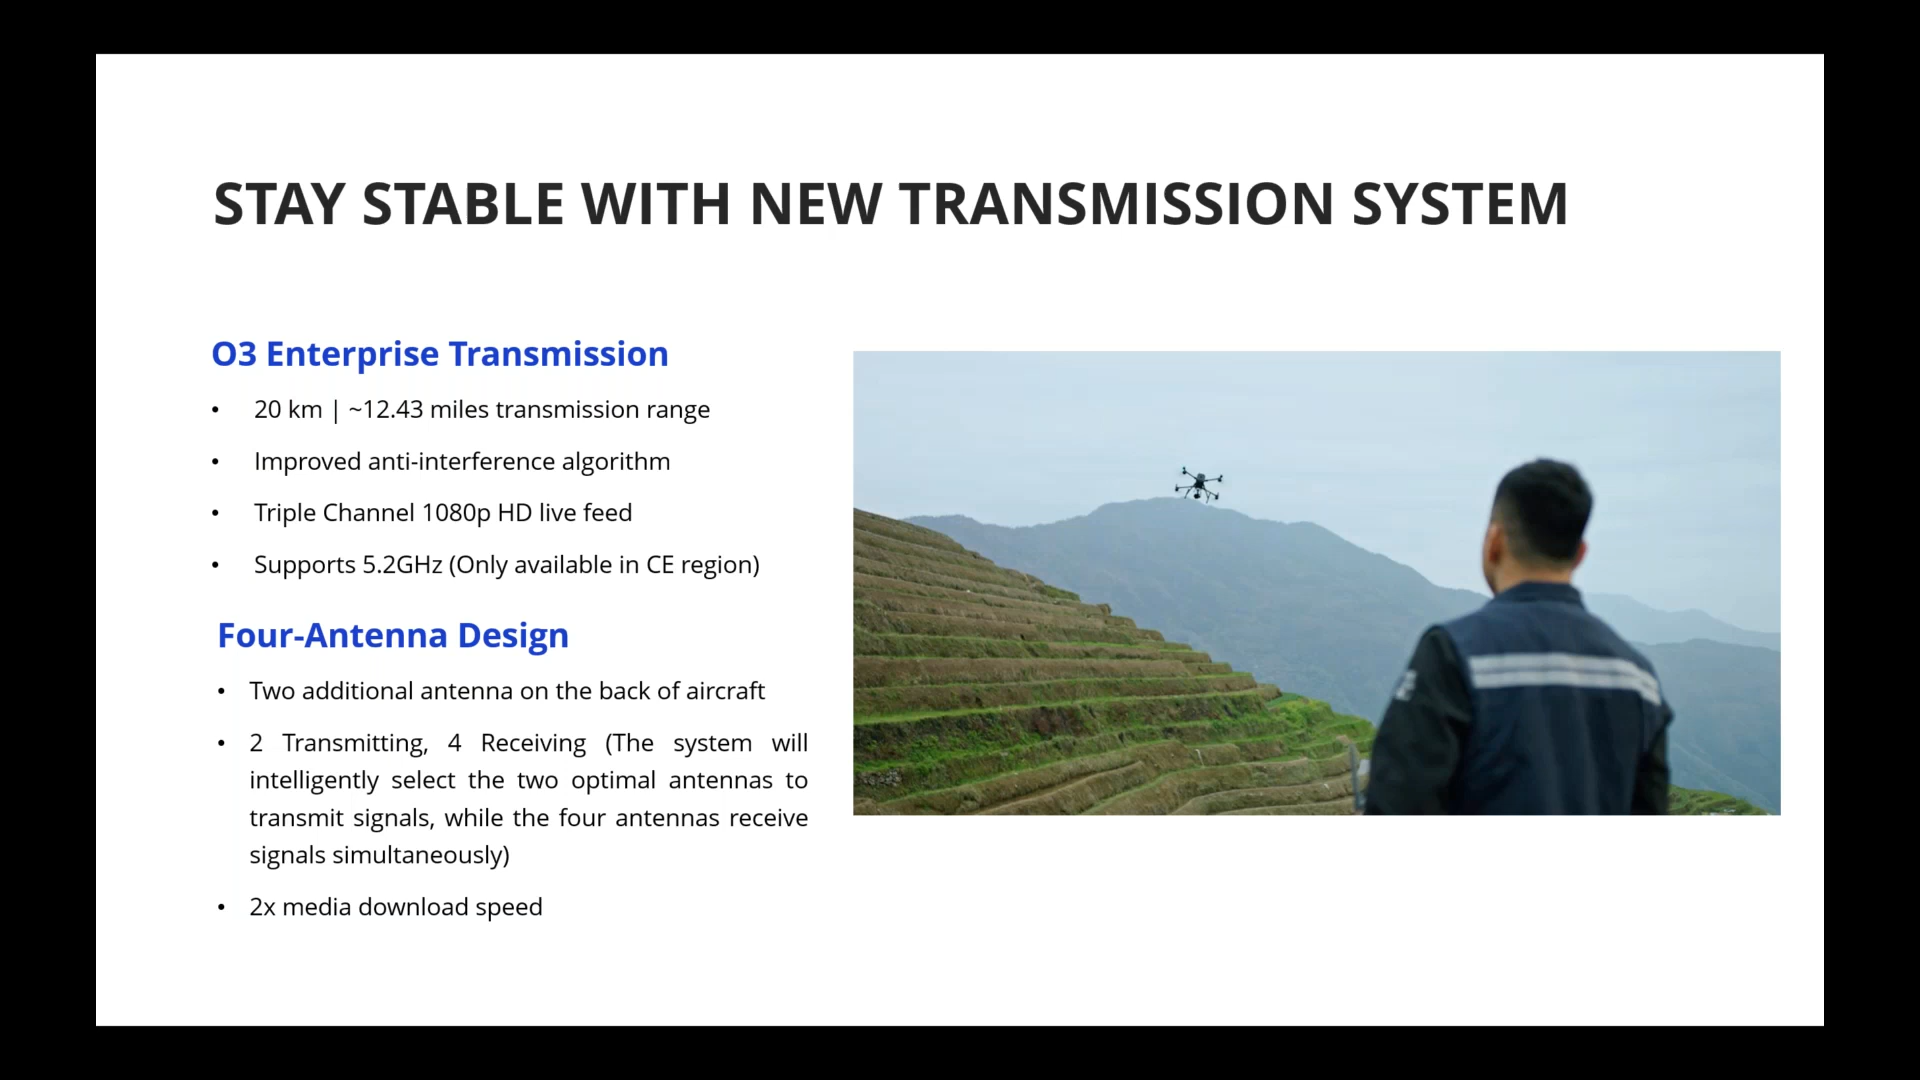 STAY STABLE WITH NEW TRANSMISSION SYSTEM
O3 Enterprise Transmission
• 20 km | ~12.43 miles transmission range
• Improved anti-interference algorithm
• Triple Channel 1080p HD live feed
• Supports 5.2GHz (Only available in CE region)
Four-Antenna Design
• Two additional antenna on the back of aircraft
• 2 Transmitting, 4 Receiving (The system will
intelligently select the two optimal antennas to
transmit signals, while the four antennas receive
signals simultaneously)
• 2x media download speed